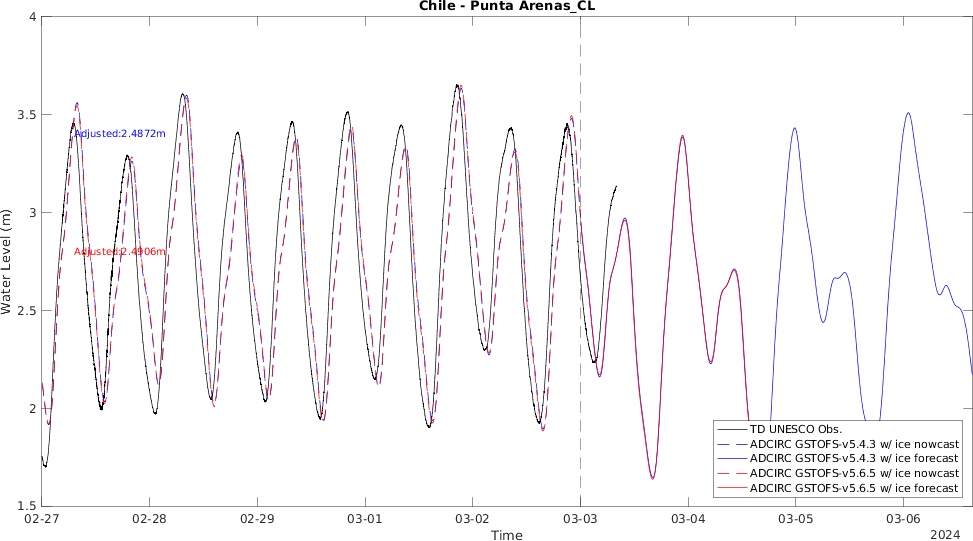 Chile - Punta Arenas_CL
4
3.5
3
2.5
2
1.5
Water Level (m)
Adjusted:2.4872m
Adjusted:2.4906m
TD UNESCO Obs.
ADCIRC GSTOFS-v5.4.3 w/ ice nowcast
ADCIRC GSTOFS-v5.4.3 w/ ice forecast
ADCIRC GSTOFS-v5.6.5 w/ ice nowcast
ADCIRC GSTOFS-v5.6.5 w/ ice forecast
02-27 02-28 02-29 03-01 03-02 03-03 03-04 03-05 03-06
Time
2024